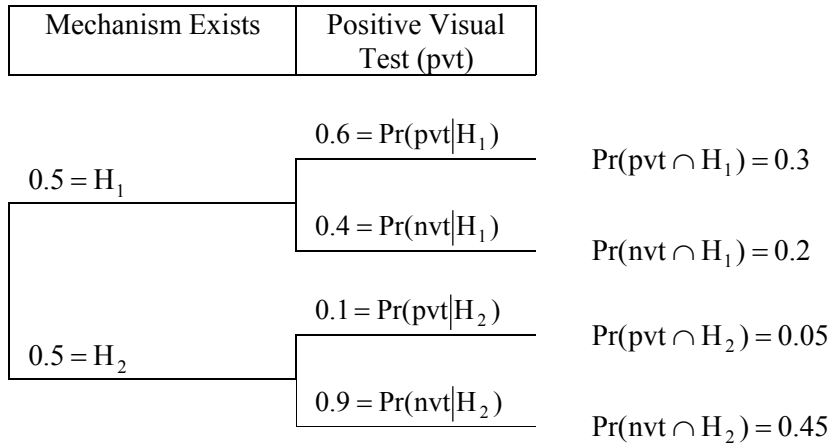 Mechanism Exists
Positive Visual
Test (pvt)
0.6 = Pr(pvt|H₁)
Pr(pvt ∩ H₁) = 0.3
0.5 = H₁
0.4 = Pr(nvt|H₁)
Pr(nvt ∩ H₁) = 0.2
0.1 = Pr(pvt|H₂)
Pr(pvt ∩ H₂) = 0.05
0.5 = H₂
0.9 = Pr(nvt|H₂)
Pr(nvt ∩ H₂) = 0.45